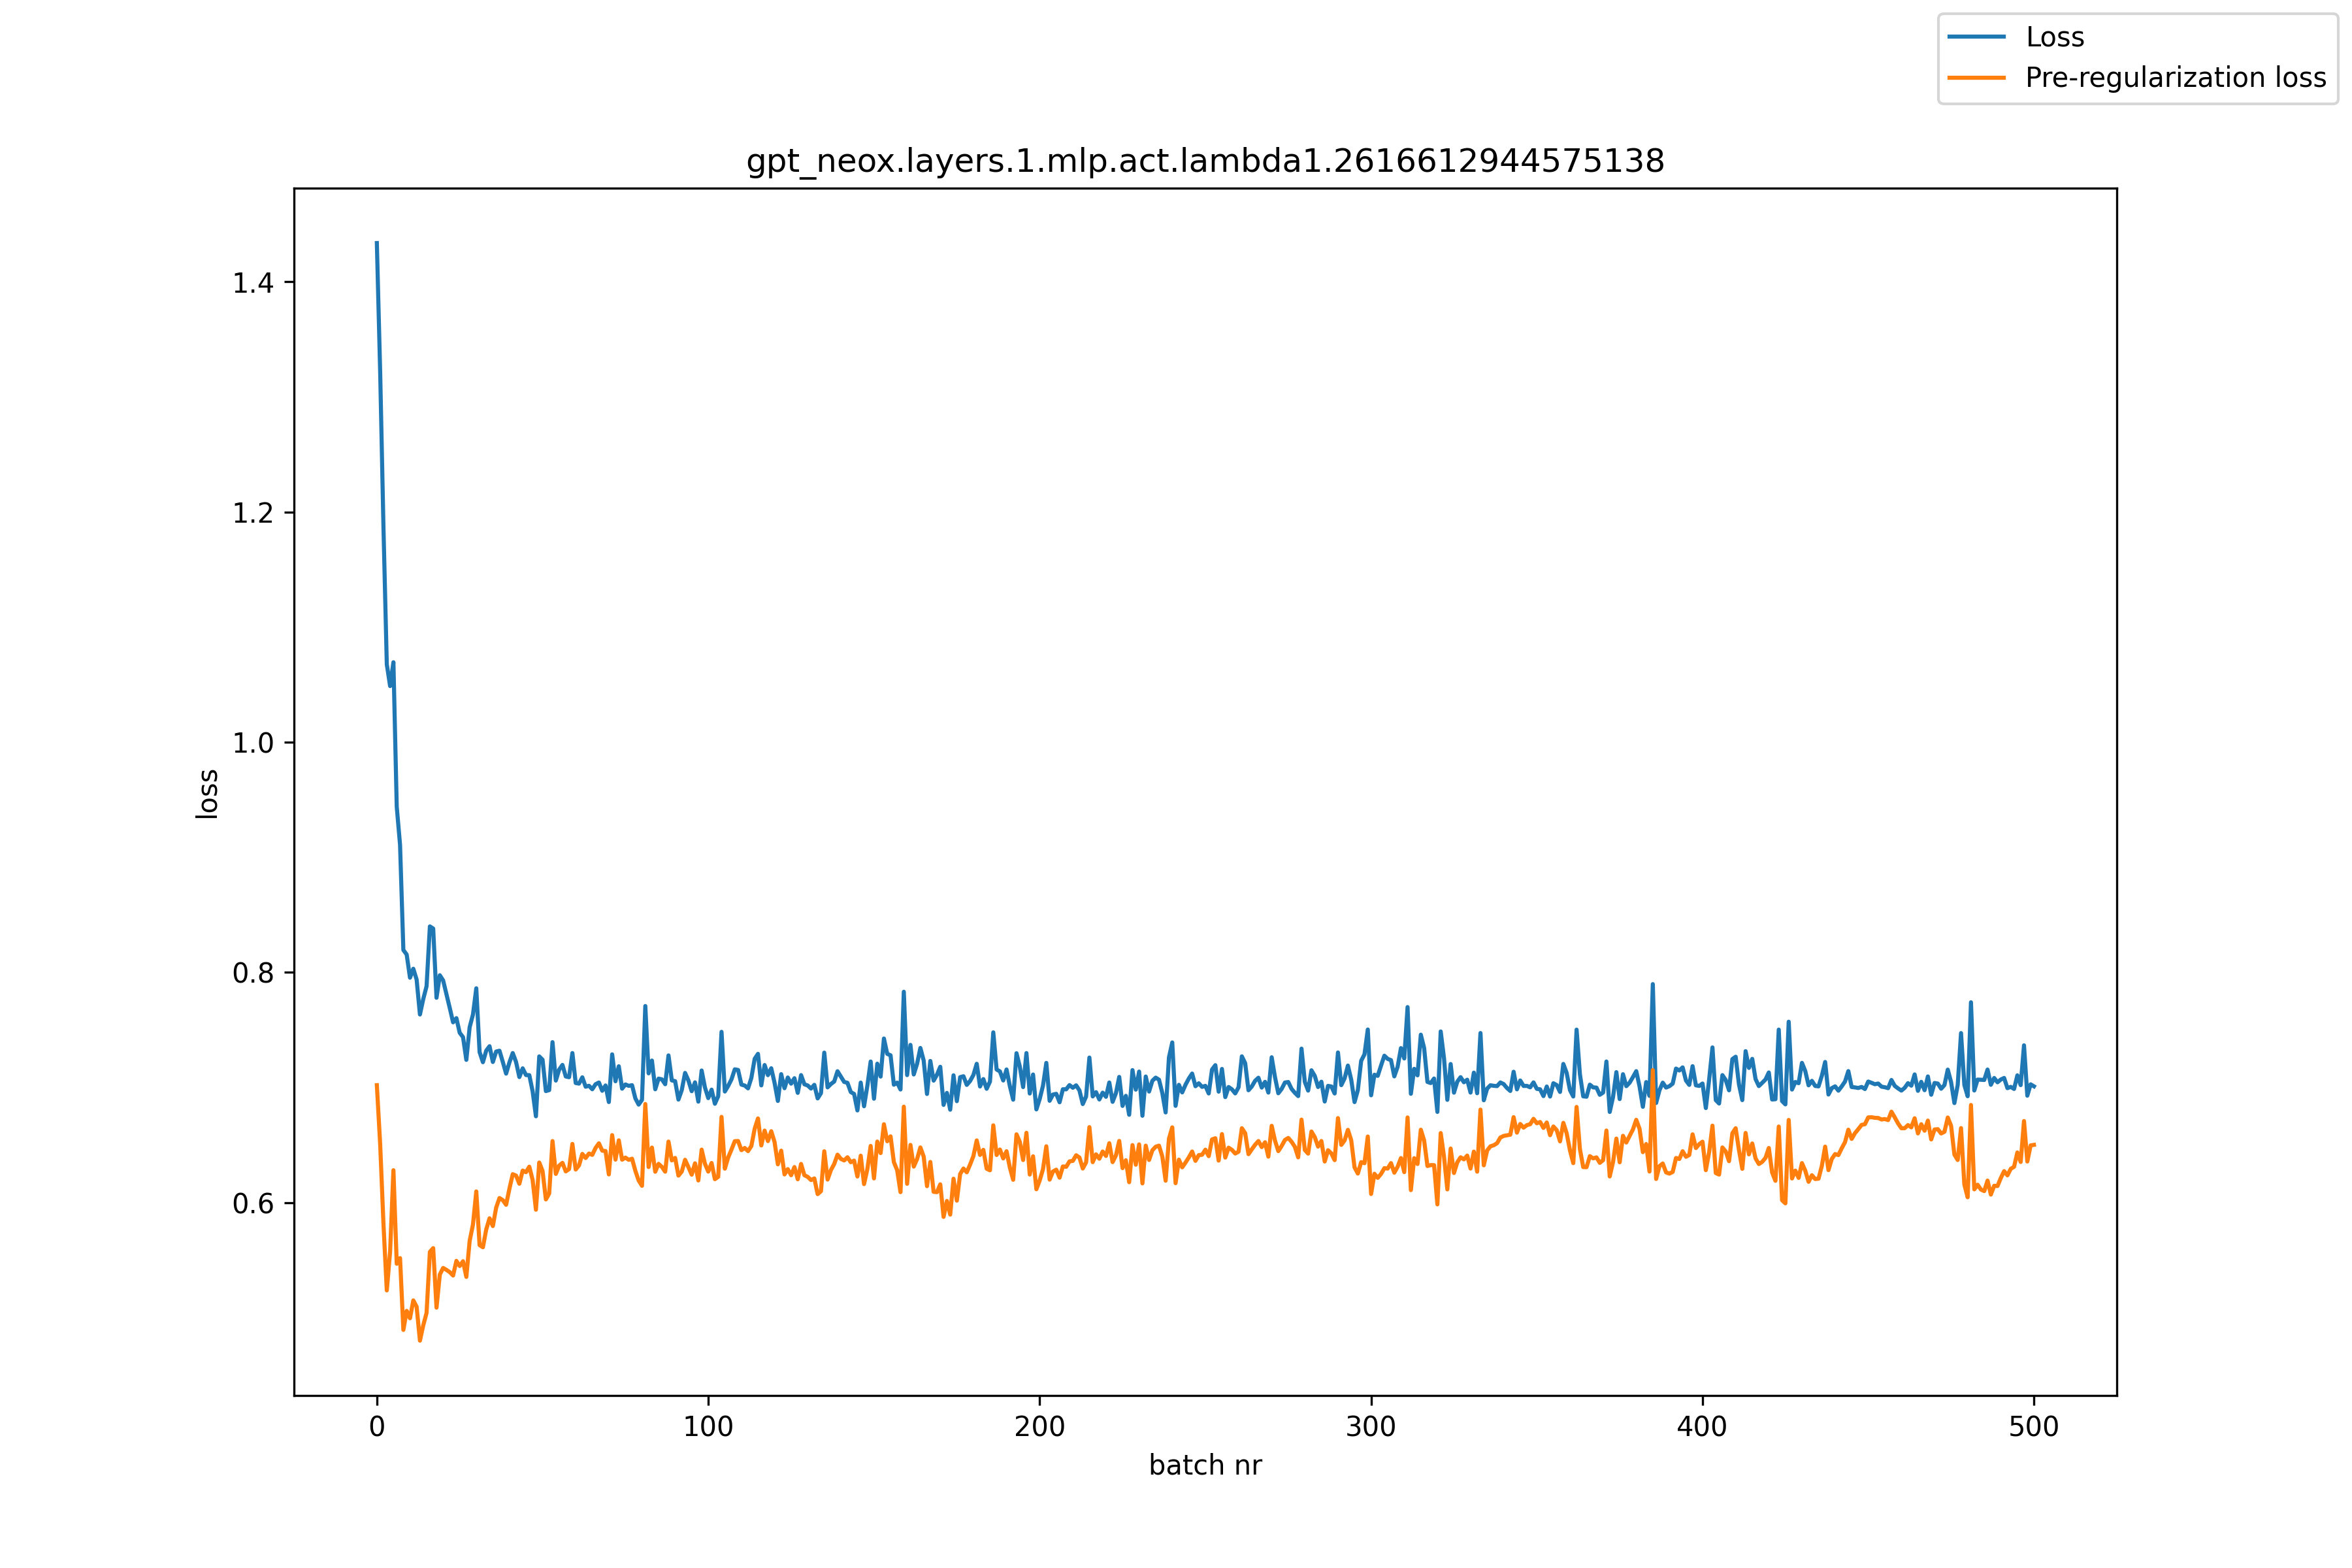 Loss
Pre-regularization loss
gpt_neox.layers.1.mlp.act.lambda1.2616612944575138
1.4
1.2
1.0
0.8
0.6
loss
0
100
200
300
400
500
batch nr